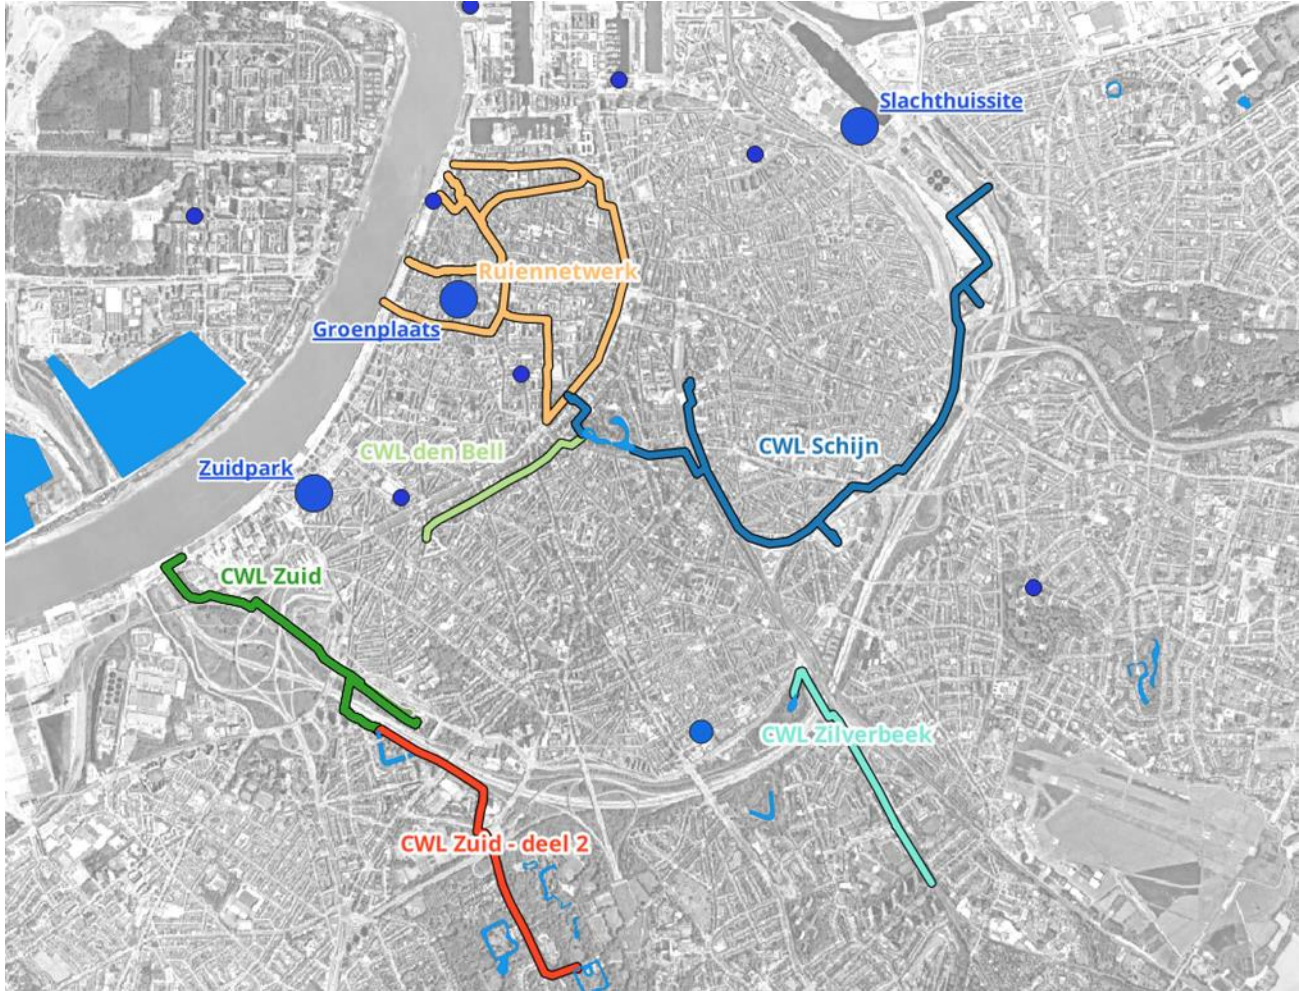 Slachthuissite
Ruiennetwerk
Groenplaats
CWL den Bell
CWL Schijn
Zuidpark
CWL Zuid
CWL Zilverbeek
CWL Zuid - deel 2